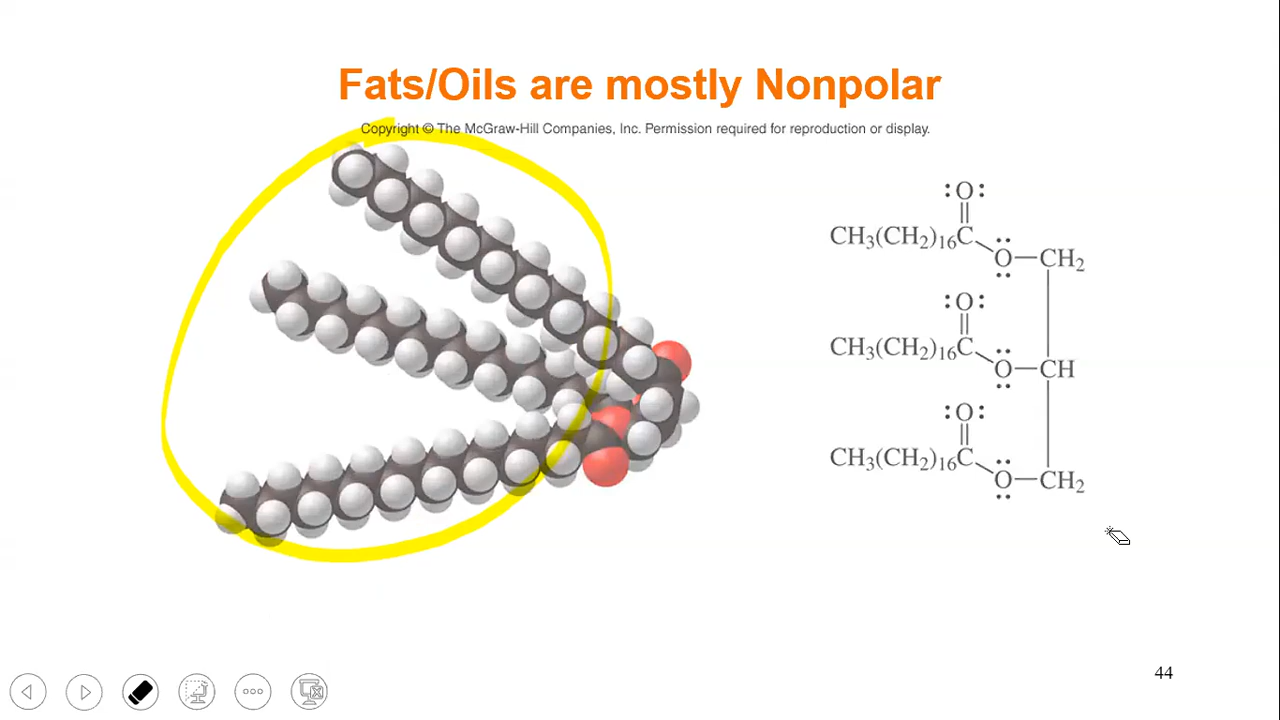 Fats/Oils are mostly Nonpolar
Copyright © The McGraw-Hill Companies, Inc. Permission required for reproduction or display.
:O:
||
CH₃(CH₂)₁₆C
O—CH₂
:O:
||
CH₃(CH₂)₁₆C
O—CH
:O:
||
CH₃(CH₂)₁₆C
O—CH₂
44